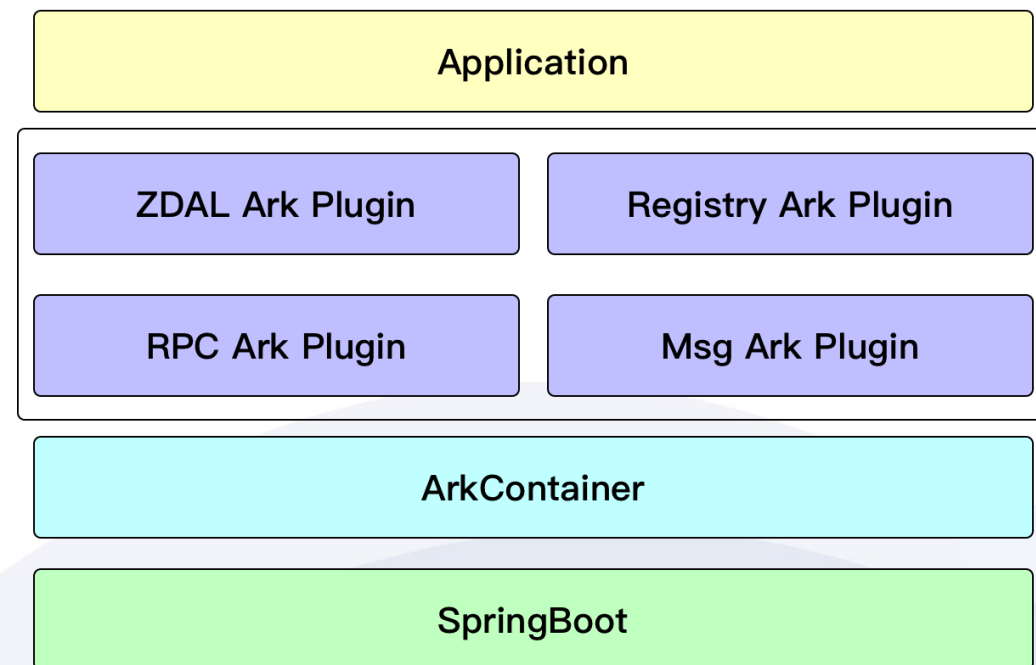 Application
ZDAL Ark Plugin
Registry Ark Plugin
RPC Ark Plugin
Msg Ark Plugin
ArkContainer
SpringBoot